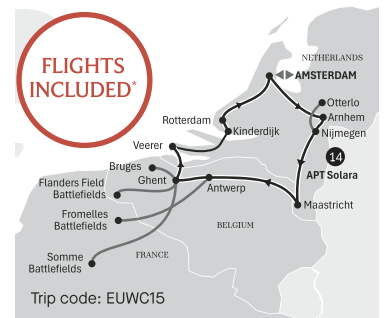 FLIGHTS
INCLUDED*
NETHERLANDS
AMSTERDAM
Otterlo
Rotterdam
Arnhem
Kinderdijk
Nijmegen
Veerer
14
APT Solara
Bruges
Ghent
Flanders Field
Battlefields
Antwerp
Maastricht
Fromelles
Battlefields
BELGIUM
FRANCE
Somme
Battlefields
Trip code: EUWC15